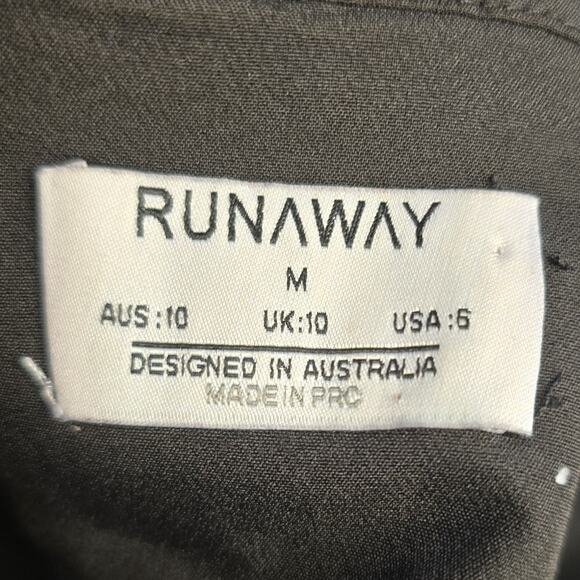 RUNAWAY
M
AUS:10 UK:10 USA:6
DESIGNED IN AUSTRALIA
MADE IN PRC